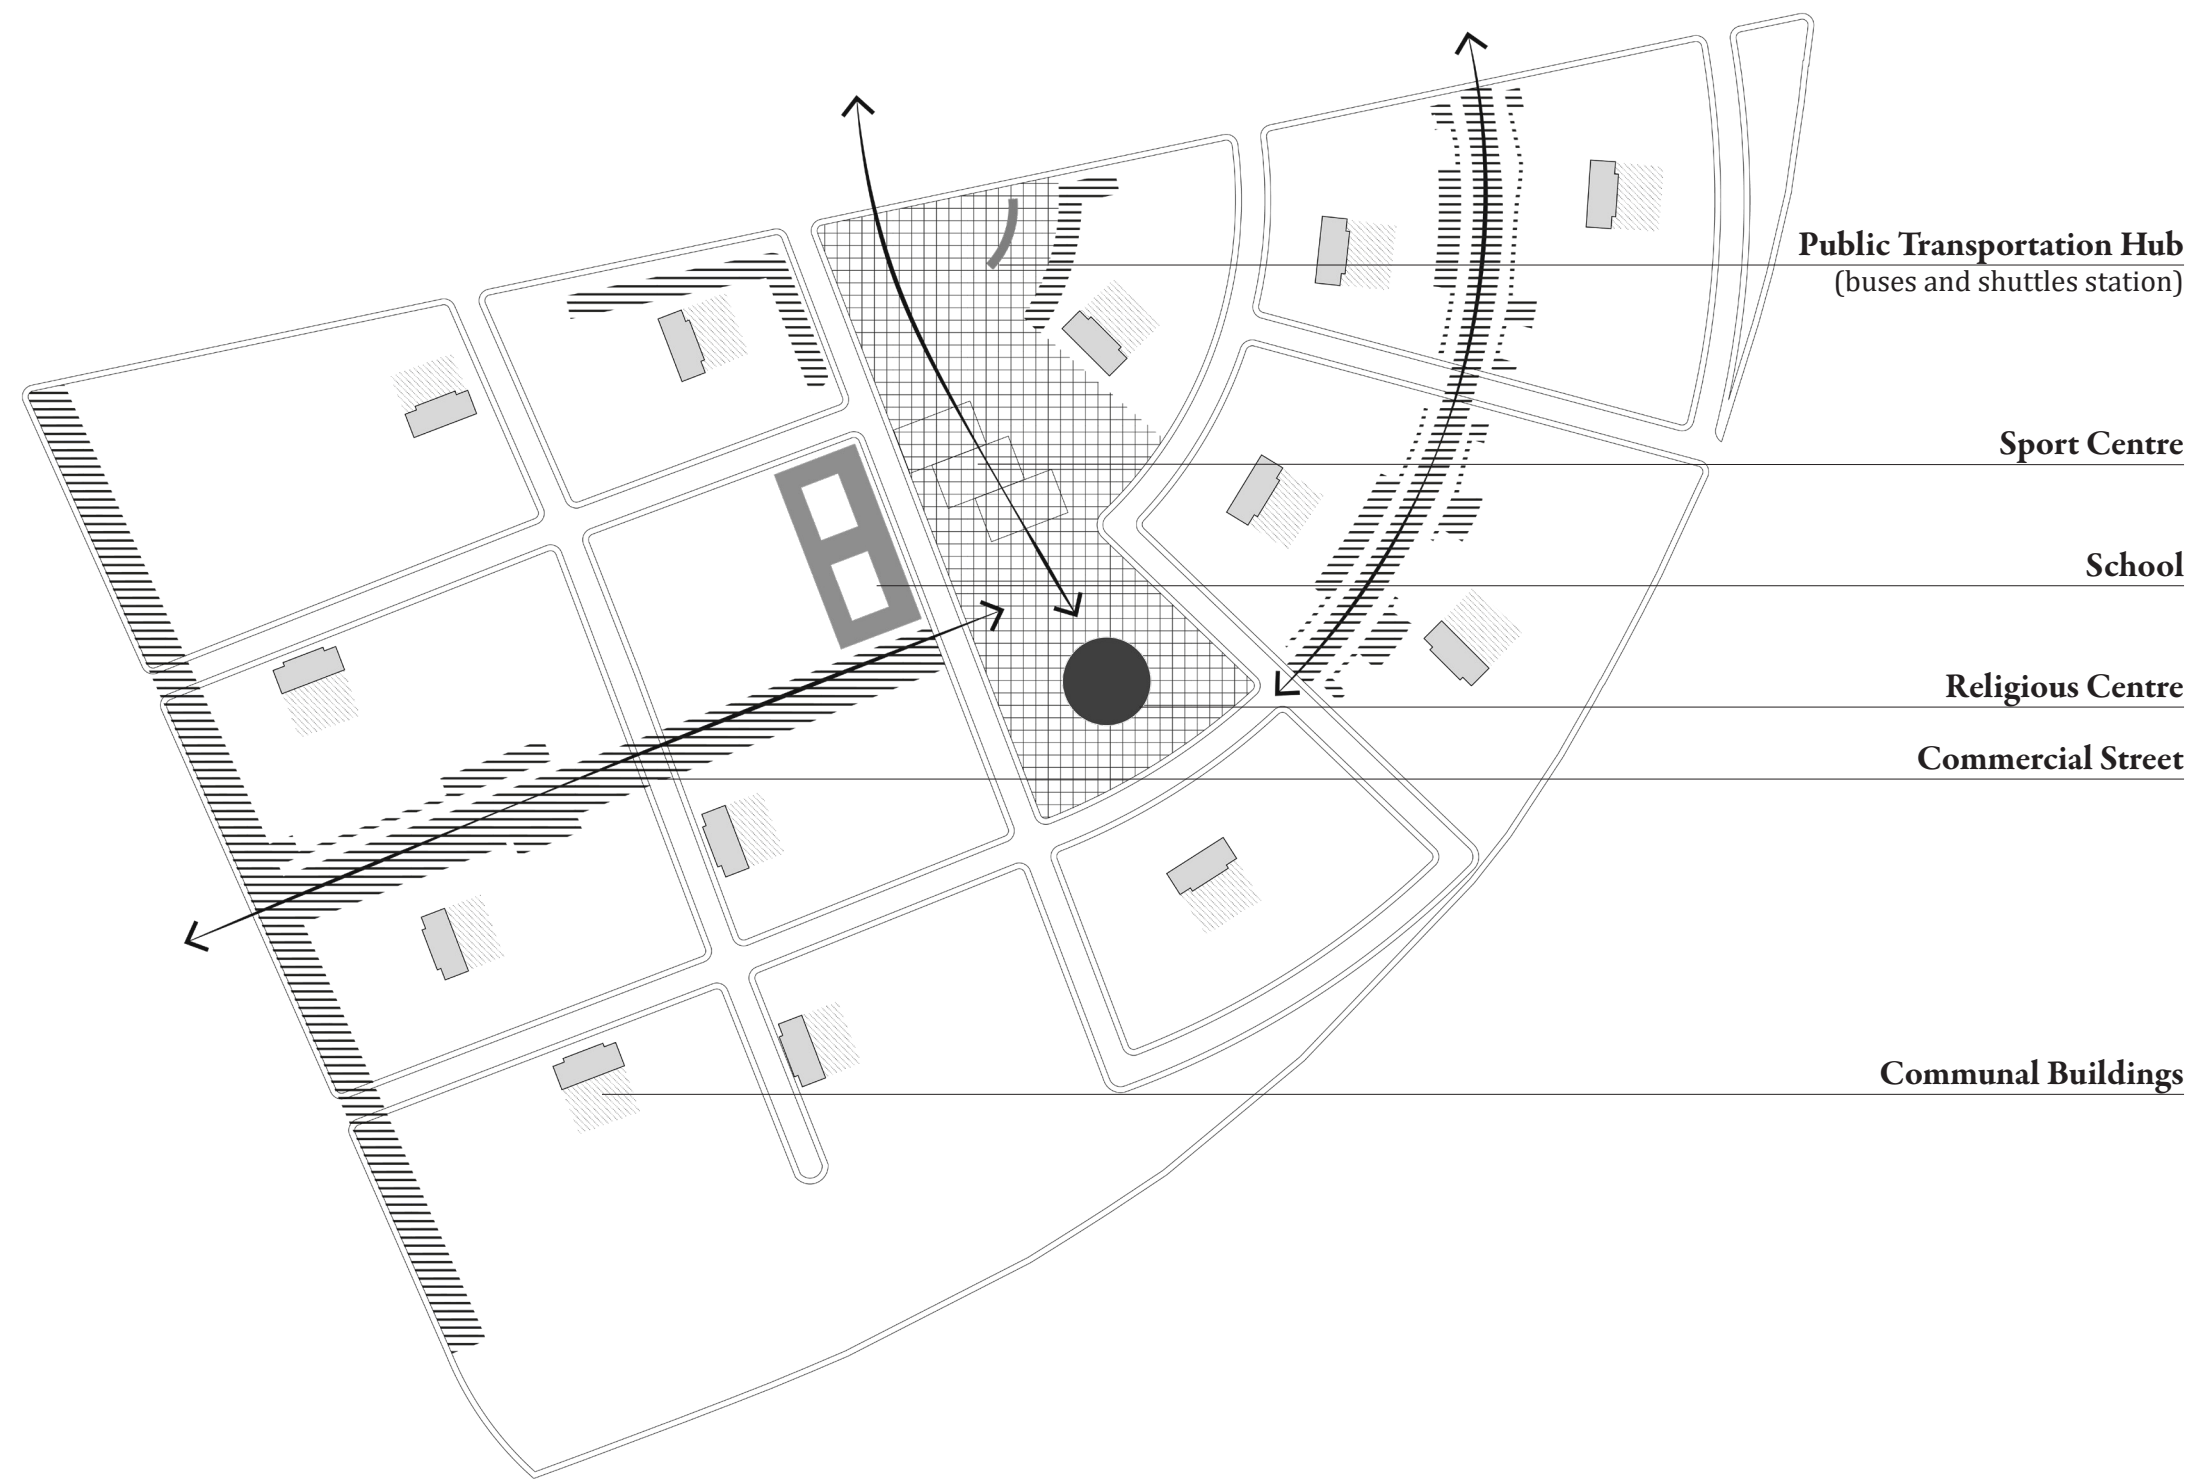 Public Transportation Hub
(buses and shuttles station)
Sport Centre
School
Religious Centre
Commercial Street
Communal Buildings